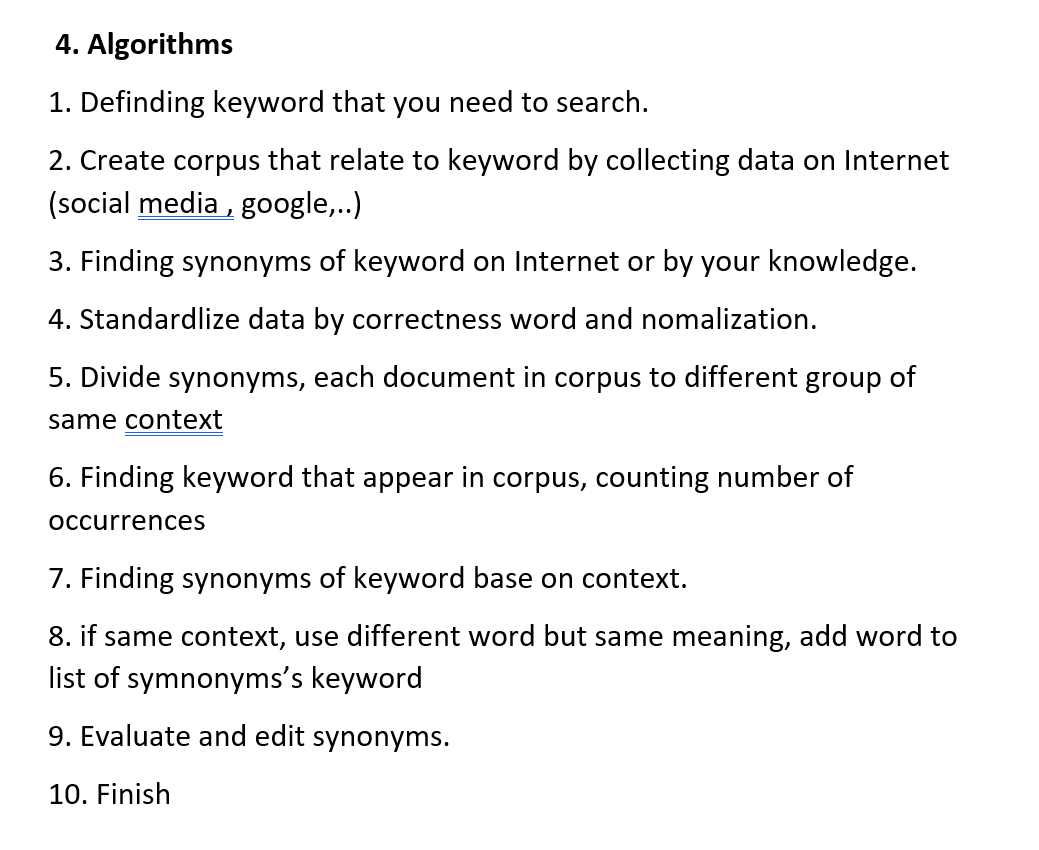 4. Algorithms
1. Definding keyword that you need to search.
2. Create corpus that relate to keyword by collecting data on Internet
(social media , google,..)
3. Finding synonyms of keyword on Internet or by your knowledge.
4. Standardlize data by correctness word and nomalization.
5. Divide synonyms, each document in corpus to different group of
same context
6. Finding keyword that appear in corpus, counting number of
occurrences
7. Finding synonyms of keyword base on context.
8. if same context, use different word but same meaning, add word to
list of symnonyms’s keyword
9. Evaluate and edit synonyms.
10. Finish